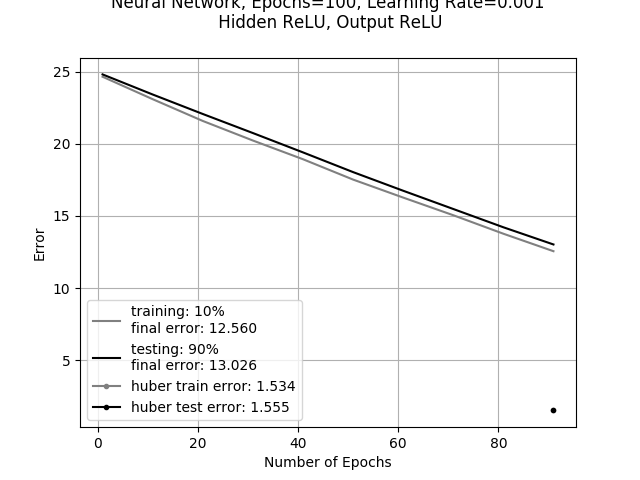 Neural Network, Epochs=100, Learning Rate=0.001
Hidden ReLU, Output ReLU
25
20
15
10
5
Error
training: 10%
final error: 12.560
testing: 90%
final error: 13.026
huber train error: 1.534
huber test error: 1.555
0 20 40 60 80
Number of Epochs